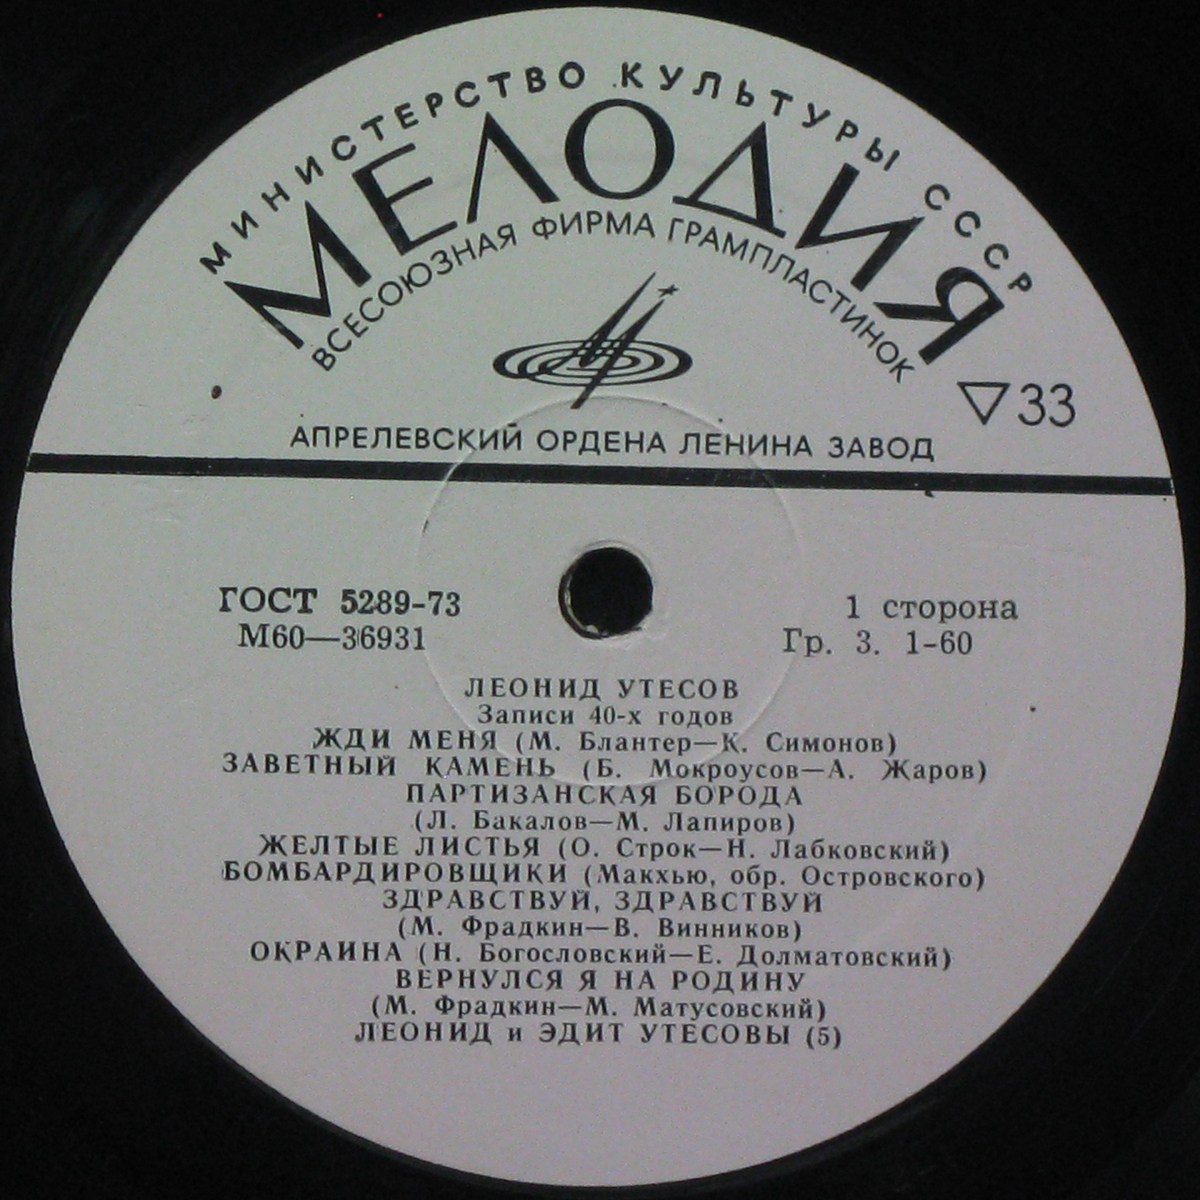 МИНИСТЕРСТВО КУЛЬТУРЫ СССР
МЕЛОДИЯ
ВСЕСОЮЗНАЯ ФИРМА ГРАМПЛАСТИНОК
33
АПРЕЛЕВСКИЙ ОРДЕНА ЛЕНИНА ЗАВОД
ГОСТ 5289-73
М60—36931
1 сторона
Гр. 3. 1-60
ЛЕОНИД УТЕСОВ
Записи 40-х годов
ЖДИ МЕНЯ (М. Блантер—К. Симонов)
ЗАВЕТНЫЙ КАМЕНЬ (Б. Мокроусов—А. Жаров)
ПАРТИЗАНСКАЯ БОРОДА
(Л. Бакалов—М. Лапиров)
ЖЕЛТЫЕ ЛИСТЬЯ (О. Строк—Н. Лабковский)
БОМБАРДИРОВЩИКИ (Макхью, обр. Островского)
ЗДРАВСТВУЙ, ЗДРАВСТВУЙ
(М. Фрадкин—В. Винников)
ОКРАИНА (Н. Богословский—Е. Долматовский)
ВЕРНУЛСЯ Я НА РОДИНУ
(М. Фрадкин—М. Матусовский)
ЛЕОНИД и ЭДИТ УТЕСОВЫ (5)